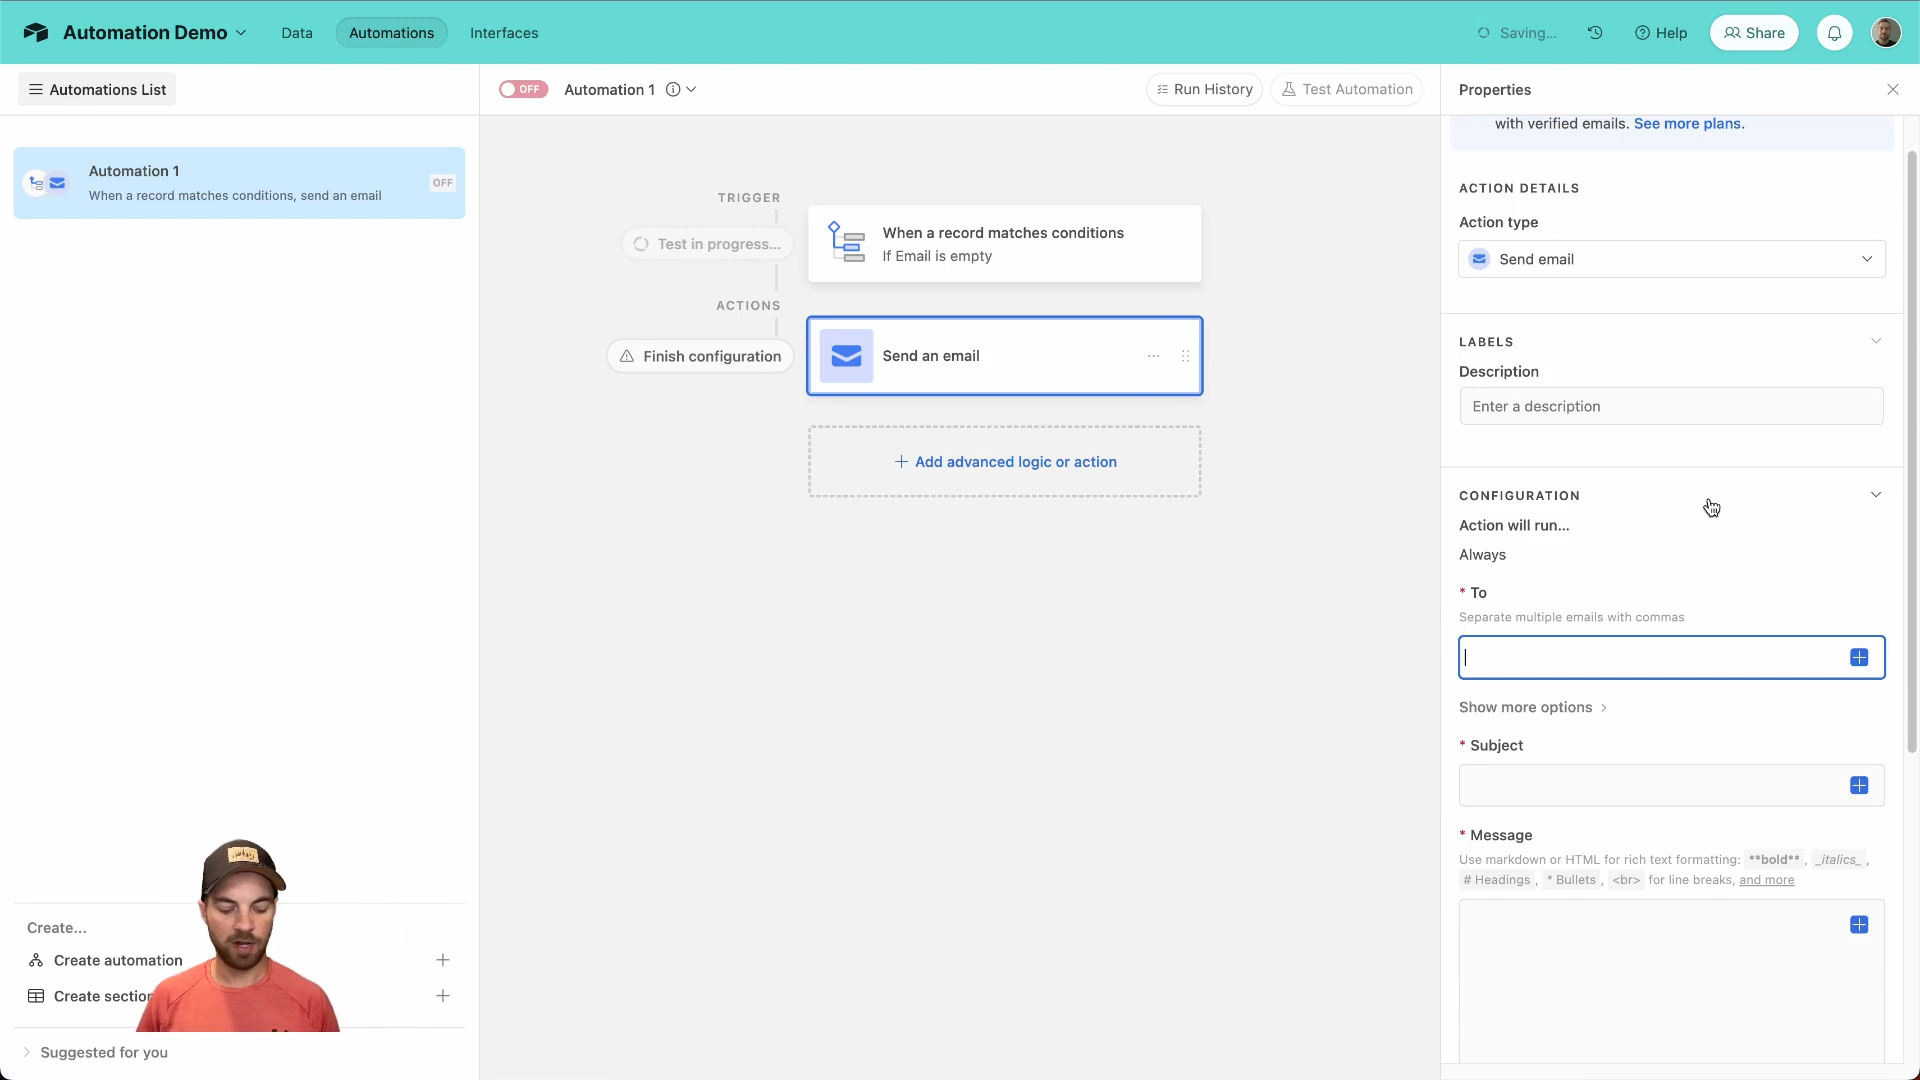 Automation Demo
Data
Automations
Interfaces
Saving...
Help
Share
Automations List
OFF
Automation 1
Run History
Test Automation
Properties
Automation 1
When a record matches conditions, send an email
OFF
TRIGGER
Test in progress...
When a record matches conditions
If Email is empty
ACTIONS
Finish configuration
Send an email
Add advanced logic or action
with verified emails. See more plans.
ACTION DETAILS
Action type
Send email
LABELS
Description
Enter a description
CONFIGURATION
Action will run...
Always
* To
Separate multiple emails with commas
Show more options
* Subject
* Message
Use markdown or HTML for rich text formatting: **bold** , _italics_ ,
# Headings , * Bullets , <br> for line breaks, and more
Create...
Create automation
Create section
Suggested for you